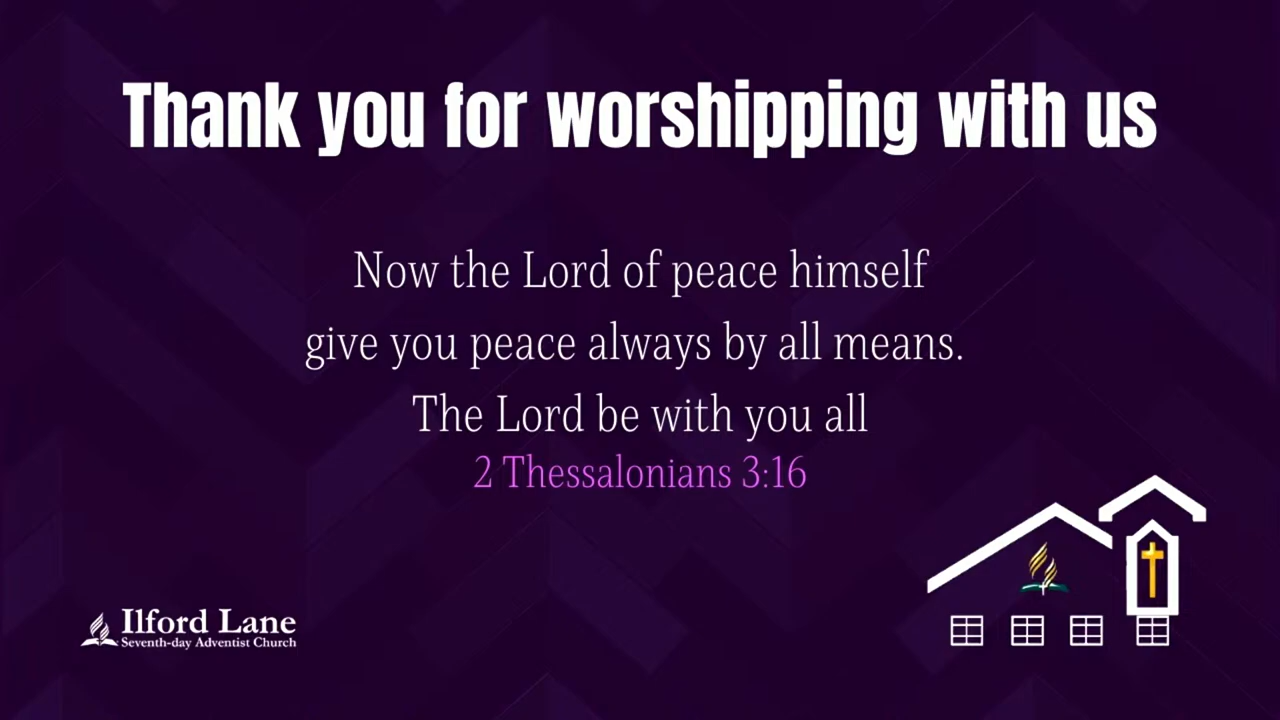 Thank you for worshipping with us
Now the Lord of peace himself
give you peace always by all means.
The Lord be with you all
2 Thessalonians 3:16
Ilford Lane
Seventh-day Adventist Church